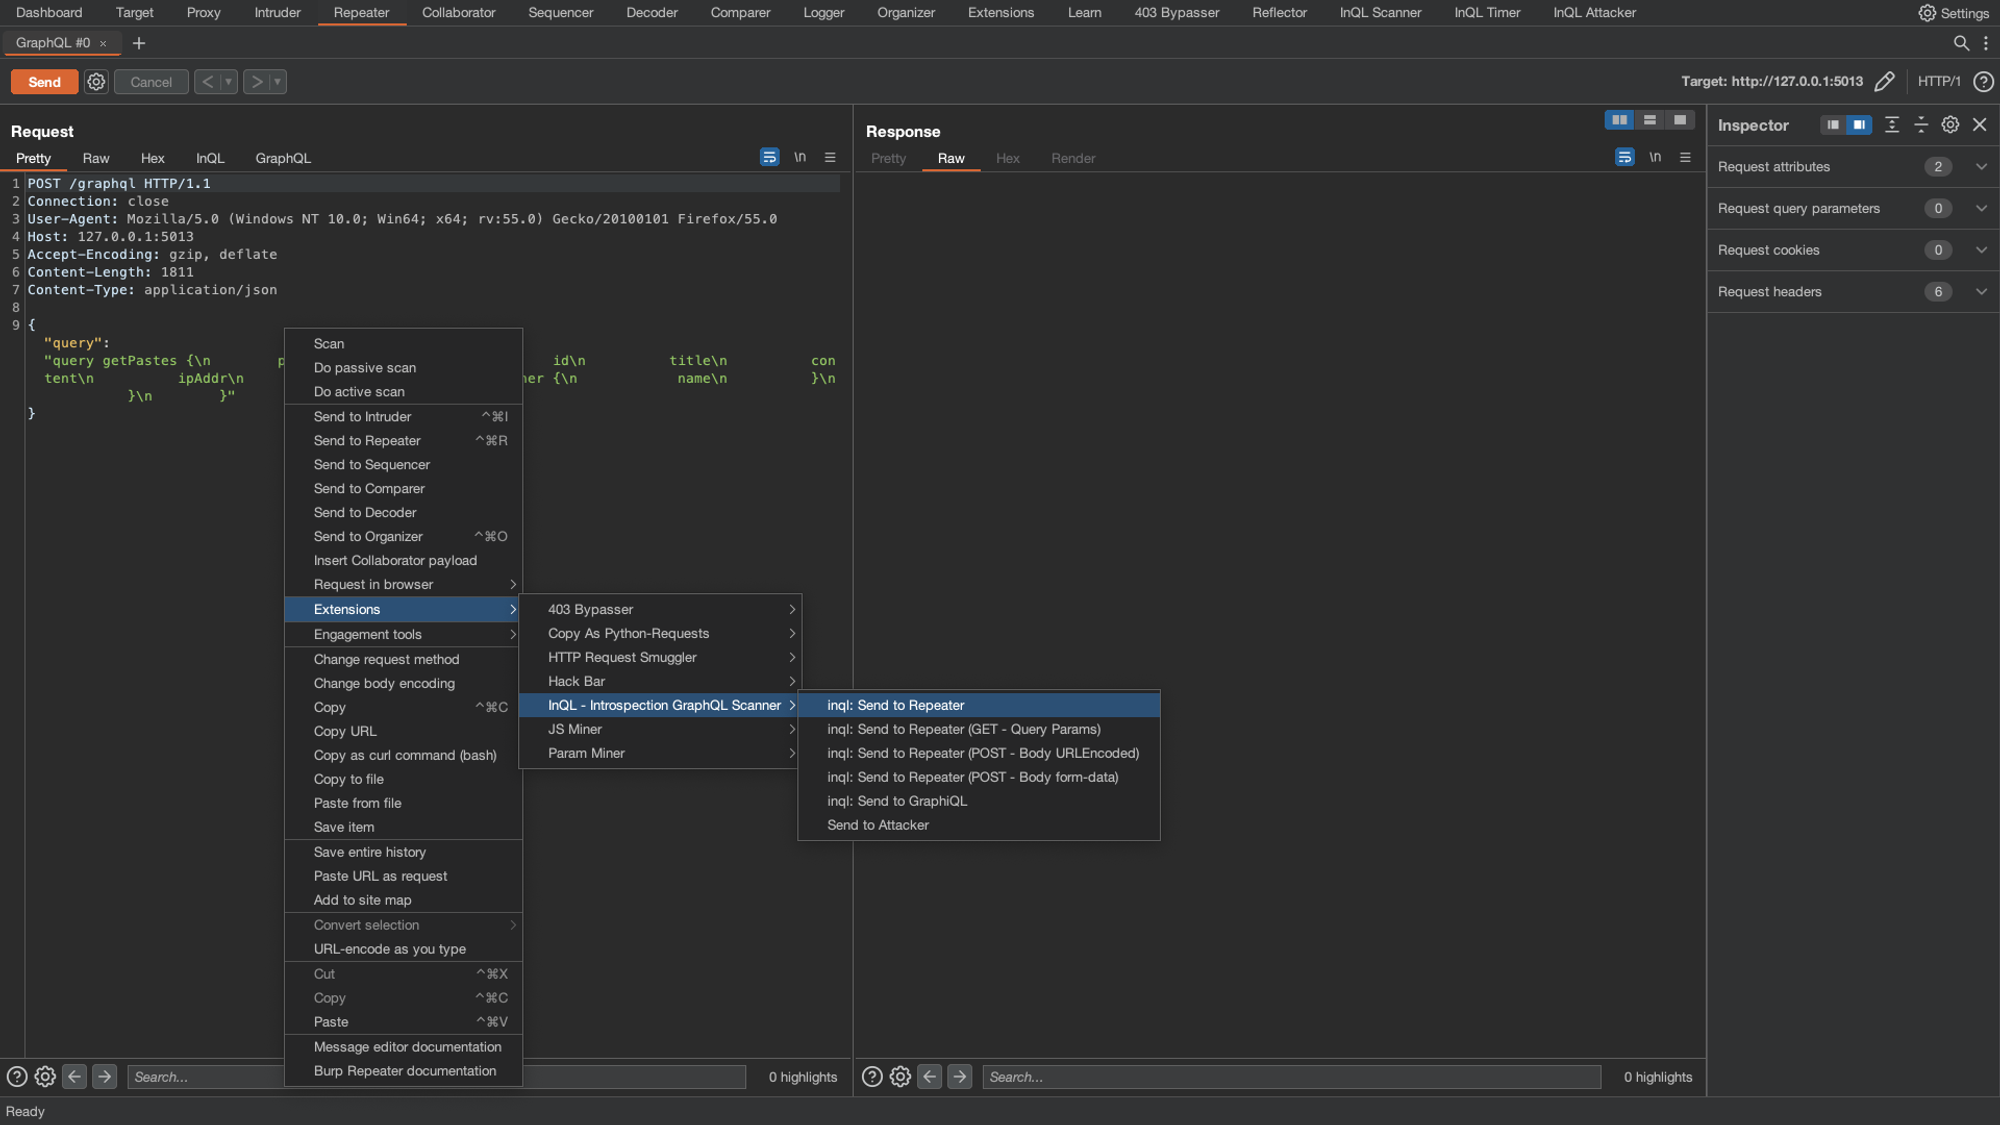 Dashboard Target Proxy Intruder Repeater Collaborator Sequencer Decoder Comparer Logger Organizer Extensions Learn 403 Bypasser Reflector InQL Scanner InQL Timer InQL Attacker Settings
GraphQL #0 × +
Send Cancel < > Target: http://127.0.0.1:5013 HTTP/1
Request
Pretty Raw Hex InQL GraphQL \n
1 POST /graphql HTTP/1.1
2 Connection: close
3 User-Agent: Mozilla/5.0 (Windows NT 10.0; Win64; x64; rv:55.0) Gecko/20100101 Firefox/55.0
4 Host: 127.0.0.1:5013
5 Accept-Encoding: gzip, deflate
6 Content-Length: 1811
7 Content-Type: application/json
8
9 {
"query":
"query getPastes {\n p id\n title\n con
tent\n ipAddr\n ner {\n name\n }\n
}\n }"
}
Scan
Do passive scan
Do active scan
Send to Intruder ^⌘I
Send to Repeater ^⌘R
Send to Sequencer
Send to Comparer
Send to Decoder
Send to Organizer ^⌘O
Insert Collaborator payload
Request in browser >
Extensions >
Engagement tools >
Change request method
Change body encoding
Copy ^⌘C
Copy URL
Copy as curl command (bash)
Copy to file
Paste from file
Save item
Save entire history
Paste URL as request
Add to site map
Convert selection >
URL-encode as you type
Cut ^⌘X
Copy ^⌘C
Paste ^⌘V
Message editor documentation
Burp Repeater documentation
403 Bypasser >
Copy As Python-Requests >
HTTP Request Smuggler >
Hack Bar >
InQL - Introspection GraphQL Scanner >
JS Miner >
Param Miner >
inql: Send to Repeater
inql: Send to Repeater (GET - Query Params)
inql: Send to Repeater (POST - Body URLEncoded)
inql: Send to Repeater (POST - Body form-data)
inql: Send to GraphiQL
Send to Attacker
Search... 0 highlights
Response
Pretty Raw Hex Render \n
Search... 0 highlights
Inspector
Request attributes 2
Request query parameters 0
Request cookies 0
Request headers 6
Ready